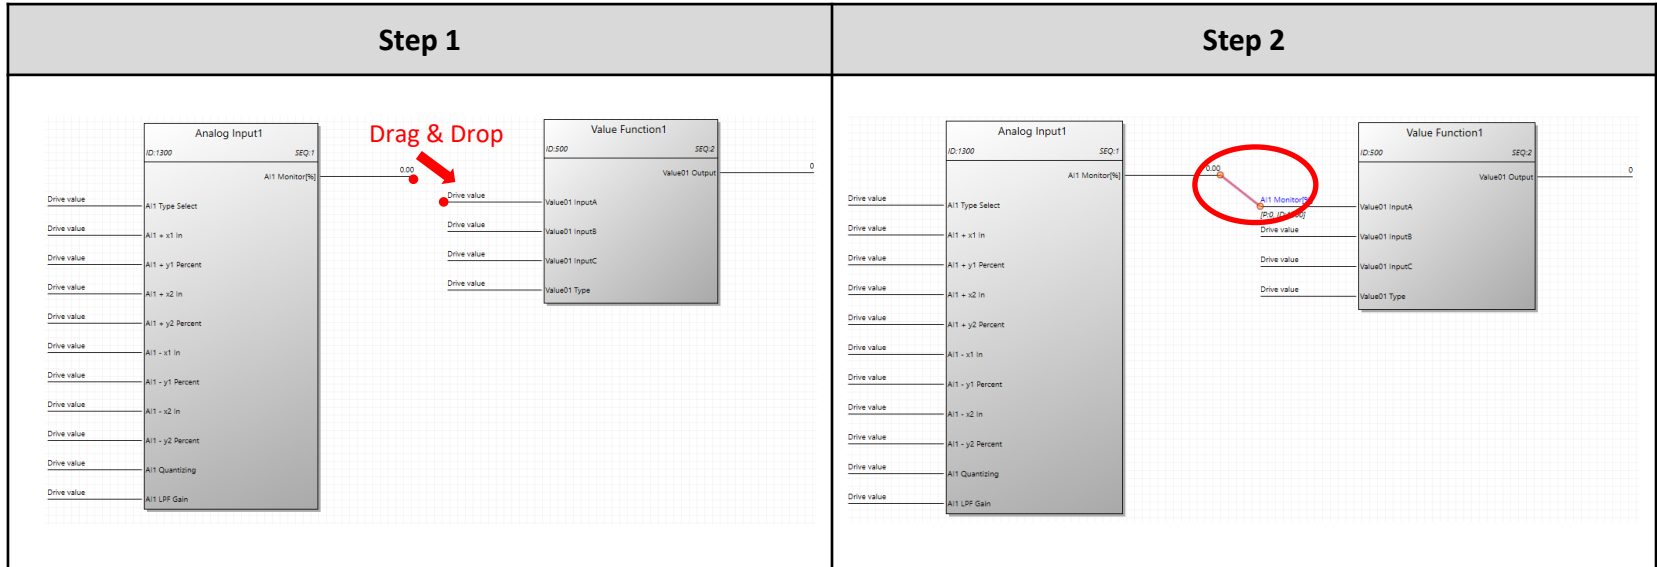 Step 1
Step 2
Analog Input1
ID:1300 SEQ:1
AI1 Monitor[%]
0.00
Drive value
AI1 Type Select
Drive value
AI1 + x1 In
Drive value
AI1 + y1 Percent
Drive value
AI1 + x2 In
Drive value
AI1 + y2 Percent
Drive value
AI1 - x1 In
Drive value
AI1 - y1 Percent
Drive value
AI1 - x2 In
Drive value
AI1 - y2 Percent
Drive value
AI1 Quantizing
Drive value
AI1 LPF Gain
Drag & Drop
Value Function1
ID:500 SEQ:2
Value01 Output
0
Drive value
Value01 InputA
Drive value
Value01 InputB
Drive value
Value01 InputC
Drive value
Value01 Type
Analog Input1
ID:1300 SEQ:1
AI1 Monitor[%]
0.00
Drive value
AI1 Type Select
Drive value
AI1 + x1 In
Drive value
AI1 + y1 Percent
Drive value
AI1 + x2 In
Drive value
AI1 + y2 Percent
Drive value
AI1 - x1 In
Drive value
AI1 - y1 Percent
Drive value
AI1 - x2 In
Drive value
AI1 - y2 Percent
Drive value
AI1 Quantizing
Drive value
AI1 LPF Gain
Value Function1
ID:500 SEQ:2
Value01 Output
0
AI1 Monitor[%]
Value01 InputA
Drive value
Value01 InputB
Drive value
Value01 InputC
Drive value
Value01 Type